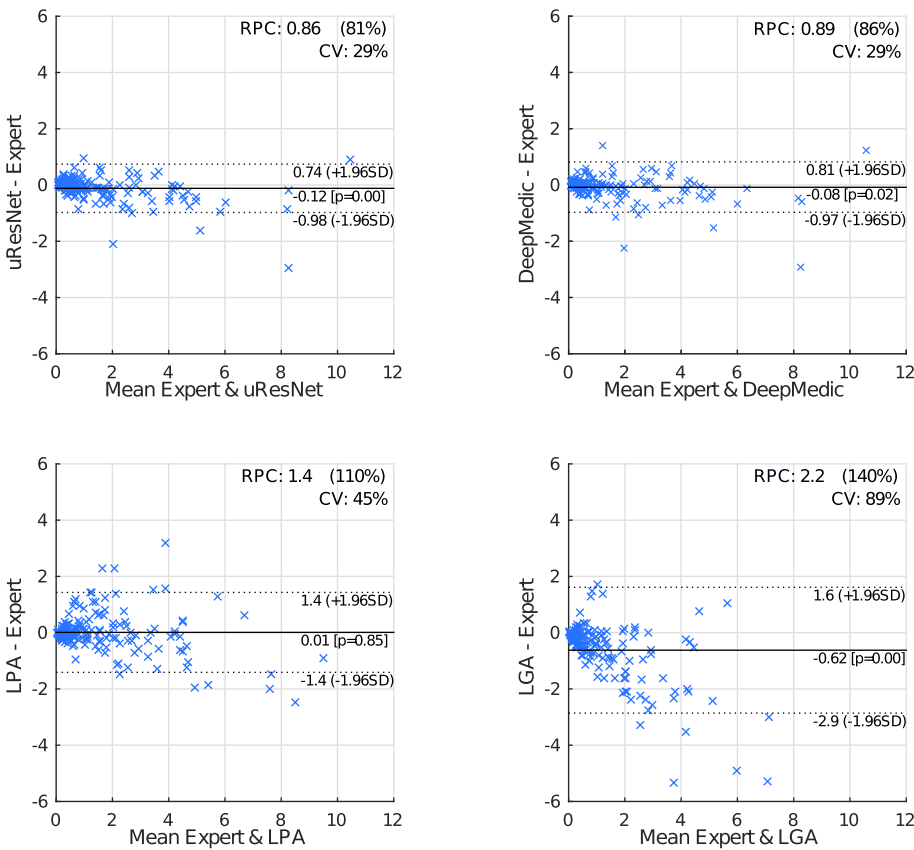 6
4
2
0
-2
-4
-6
uResNet - Expert
RPC: 0.86 (81%)
CV: 29%
0.74 (+1.96SD)
-0.12 [p=0.00]
-0.98 (-1.96SD)
0 2 4 6 8 10 12
Mean Expert & uResNet
6
4
2
0
-2
-4
-6
DeepMedic - Expert
RPC: 0.89 (86%)
CV: 29%
0.81 (+1.96SD)
-0.08 [p=0.02]
-0.97 (-1.96SD)
0 2 4 6 8 10 12
Mean Expert & DeepMedic
6
4
2
0
-2
-4
-6
LPA - Expert
RPC: 1.4 (110%)
CV: 45%
1.4 (+1.96SD)
0.01 [p=0.85]
-1.4 (-1.96SD)
0 2 4 6 8 10 12
Mean Expert & LPA
6
4
2
0
-2
-4
-6
LGA - Expert
RPC: 2.2 (140%)
CV: 89%
1.6 (+1.96SD)
-0.62 [p=0.00]
-2.9 (-1.96SD)
0 2 4 6 8 10 12
Mean Expert & LGA